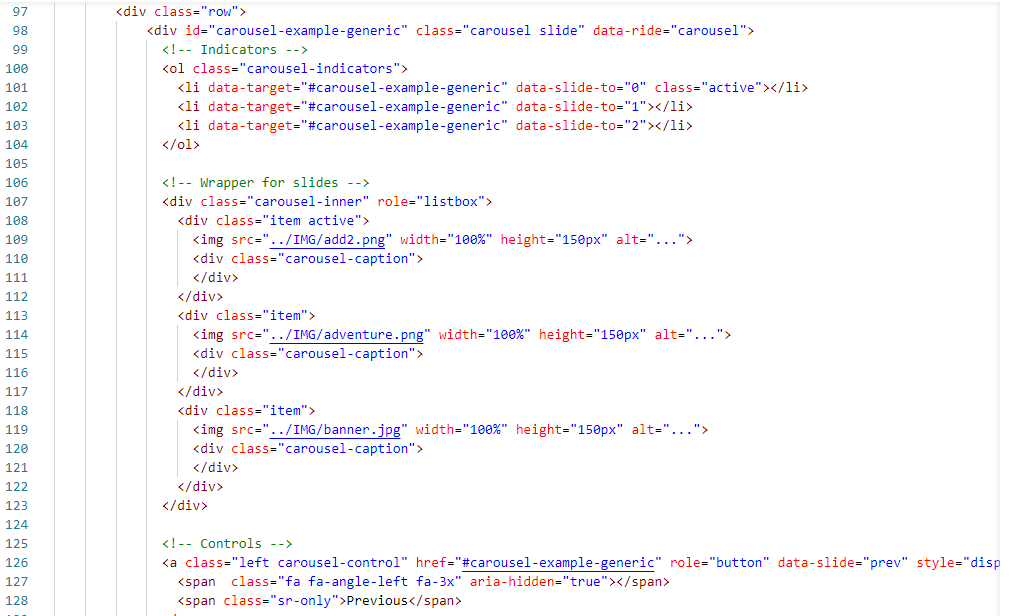 97 <div class="row">
98 <div id="carousel-example-generic" class="carousel slide" data-ride="carousel">
99 <!-- Indicators -->
100 <ol class="carousel-indicators">
101 <li data-target="#carousel-example-generic" data-slide-to="0" class="active"></li>
102 <li data-target="#carousel-example-generic" data-slide-to="1"></li>
103 <li data-target="#carousel-example-generic" data-slide-to="2"></li>
104 </ol>
105
106 <!-- Wrapper for slides -->
107 <div class="carousel-inner" role="listbox">
108 <div class="item active">
109 <img src="../IMG/add2.png" width="100%" height="150px" alt="...">
110 <div class="carousel-caption">
111 </div>
112 </div>
113 <div class="item">
114 <img src="../IMG/adventure.png" width="100%" height="150px" alt="...">
115 <div class="carousel-caption">
116 </div>
117 </div>
118 <div class="item">
119 <img src="../IMG/banner.jpg" width="100%" height="150px" alt="...">
120 <div class="carousel-caption">
121 </div>
122 </div>
123 </div>
124
125 <!-- Controls -->
126 <a class="left carousel-control" href="#carousel-example-generic" role="button" data-slide="prev" style="disp
127 <span  class="fa fa-angle-left fa-3x" aria-hidden="true"></span>
128 <span class="sr-only">Previous</span>